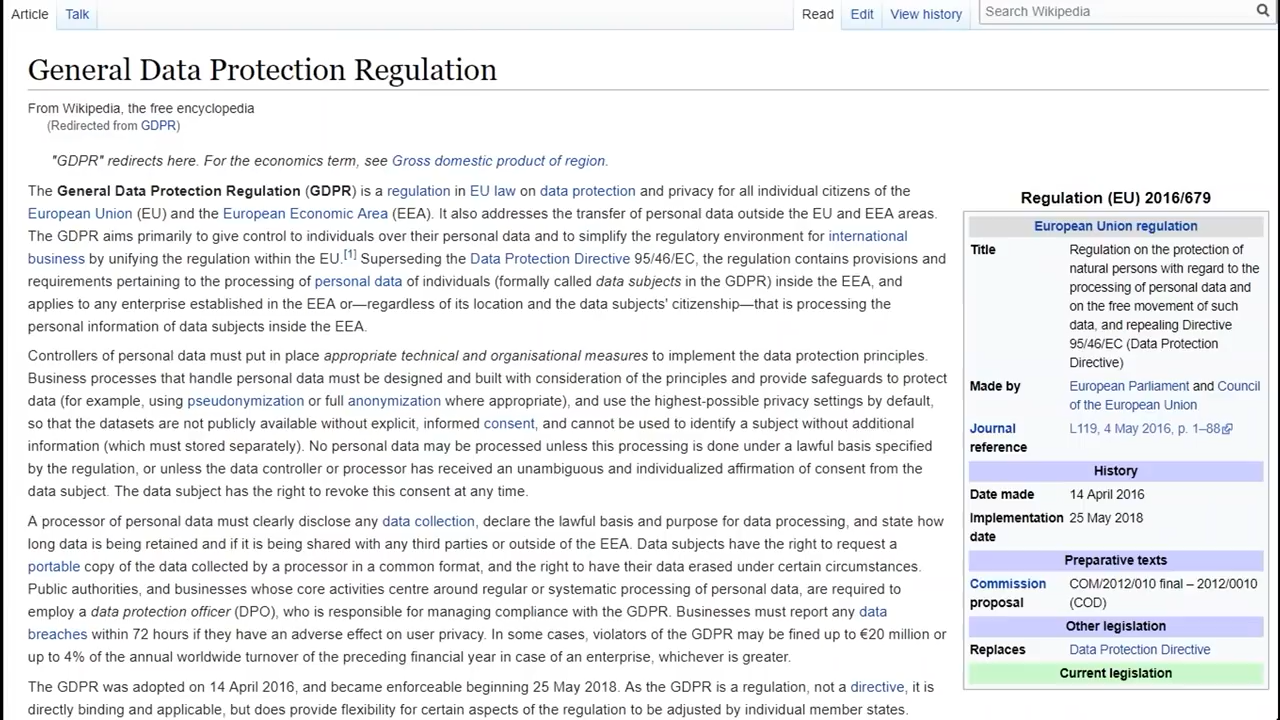 Article Talk Read Edit View history Search Wikipedia
General Data Protection Regulation
From Wikipedia, the free encyclopedia
(Redirected from GDPR)
"GDPR" redirects here. For the economics term, see Gross domestic product of region.
The General Data Protection Regulation (GDPR) is a regulation in EU law on data protection and privacy for all individual citizens of the
European Union (EU) and the European Economic Area (EEA). It also addresses the transfer of personal data outside the EU and EEA areas.
The GDPR aims primarily to give control to individuals over their personal data and to simplify the regulatory environment for international
business by unifying the regulation within the EU.[1] Superseding the Data Protection Directive 95/46/EC, the regulation contains provisions and
requirements pertaining to the processing of personal data of individuals (formally called data subjects in the GDPR) inside the EEA, and
applies to any enterprise established in the EEA or—regardless of its location and the data subjects' citizenship—that is processing the
personal information of data subjects inside the EEA.
Controllers of personal data must put in place appropriate technical and organisational measures to implement the data protection principles.
Business processes that handle personal data must be designed and built with consideration of the principles and provide safeguards to protect
data (for example, using pseudonymization or full anonymization where appropriate), and use the highest-possible privacy settings by default,
so that the datasets are not publicly available without explicit, informed consent, and cannot be used to identify a subject without additional
information (which must stored separately). No personal data may be processed unless this processing is done under a lawful basis specified
by the regulation, or unless the data controller or processor has received an unambiguous and individualized affirmation of consent from the
data subject. The data subject has the right to revoke this consent at any time.
A processor of personal data must clearly disclose any data collection, declare the lawful basis and purpose for data processing, and state how
long data is being retained and if it is being shared with any third parties or outside of the EEA. Data subjects have the right to request a
portable copy of the data collected by a processor in a common format, and the right to have their data erased under certain circumstances.
Public authorities, and businesses whose core activities centre around regular or systematic processing of personal data, are required to
employ a data protection officer (DPO), who is responsible for managing compliance with the GDPR. Businesses must report any data
breaches within 72 hours if they have an adverse effect on user privacy. In some cases, violators of the GDPR may be fined up to €20 million or
up to 4% of the annual worldwide turnover of the preceding financial year in case of an enterprise, whichever is greater.
The GDPR was adopted on 14 April 2016, and became enforceable beginning 25 May 2018. As the GDPR is a regulation, not a directive, it is
directly binding and applicable, but does provide flexibility for certain aspects of the regulation to be adjusted by individual member states.
Regulation (EU) 2016/679
European Union regulation
Title Regulation on the protection of
natural persons with regard to the
processing of personal data and
on the free movement of such
data, and repealing Directive
95/46/EC (Data Protection
Directive)
Made by European Parliament and Council
of the European Union
Journal L119, 4 May 2016, p. 1–88
reference
History
Date made 14 April 2016
Implementation 25 May 2018
date
Preparative texts
Commission COM/2012/010 final – 2012/0010
proposal (COD)
Other legislation
Replaces Data Protection Directive
Current legislation